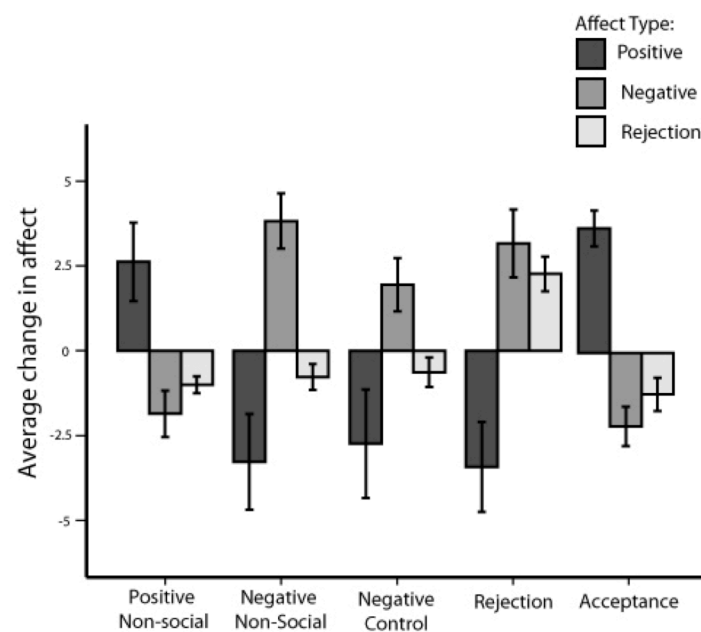 Affect Type:
Positive
Negative
Rejection
Average change in affect
5
2.5
0
-2.5
-5
Positive
Non-social
Negative
Non-Social
Negative
Control
Rejection
Acceptance